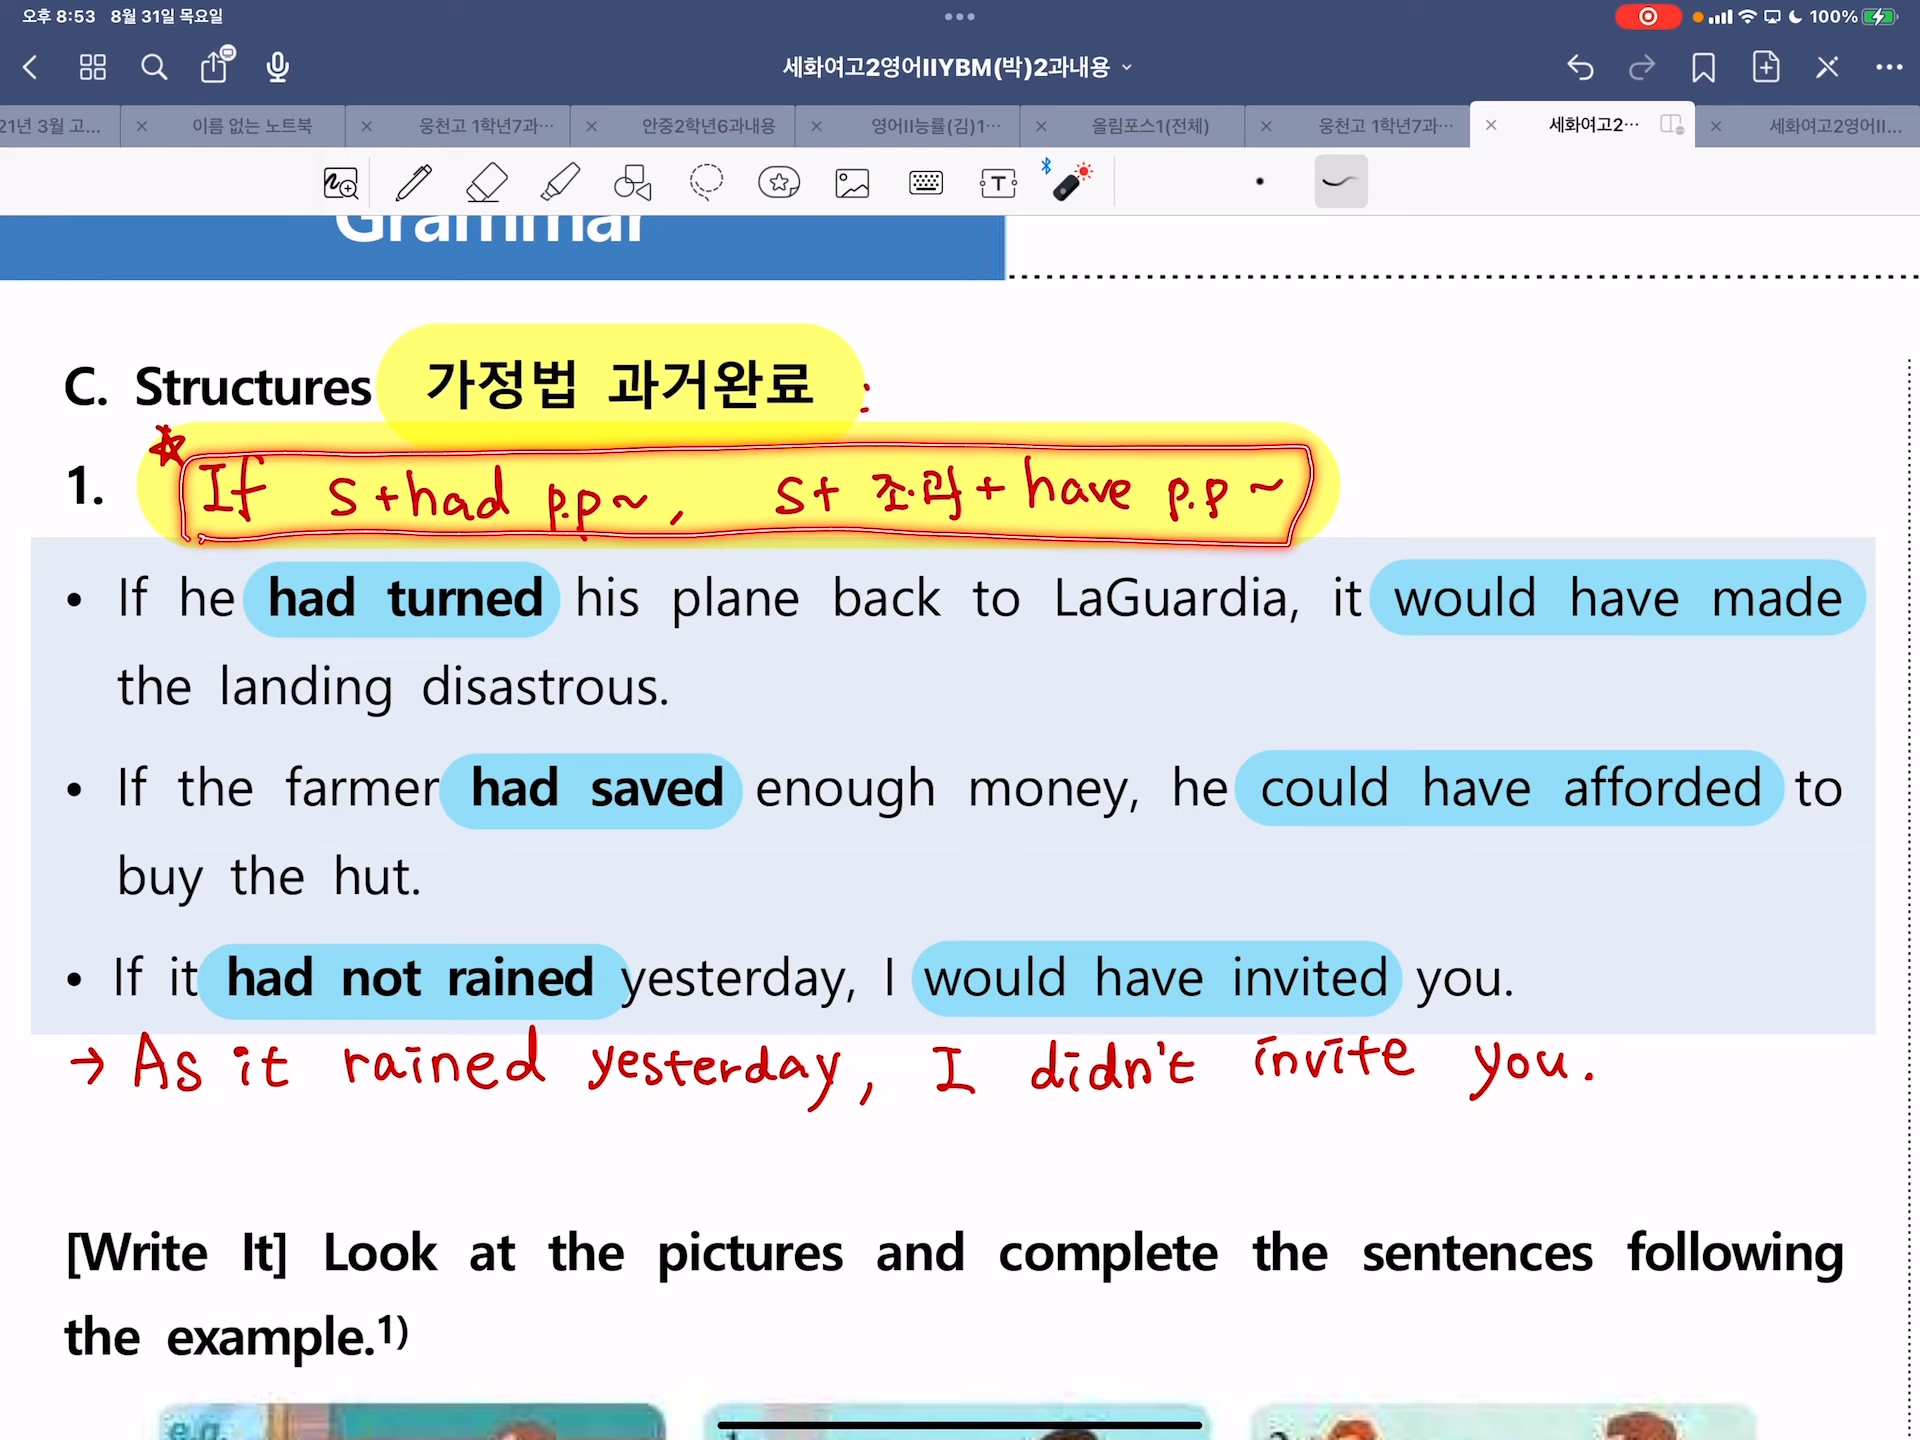 오후 8:53 8월 31일 목요일
100%
세화여고2영어IIYBM(박)2과내용
21년 3월 고...
이름 없는 노트북
웅천고 1학년7과...
안중2학년6과내용
영어II능률(김)1...
올림포스1(전체)
웅천고 1학년7과...
세화여고2...
세화여고2영어II...
Grammar
C. Structures 가정법 과거완료 :
1. If s+had p.p~, s+ 조.과+have p.p~
• If he had turned his plane back to LaGuardia, it would have made
the landing disastrous.
• If the farmer had saved enough money, he could have afforded to
buy the hut.
• If it had not rained yesterday, I would have invited you.
→ As it rained yesterday, I didn't invite you.
[Write It] Look at the pictures and complete the sentences following
the example.1)
e.g.